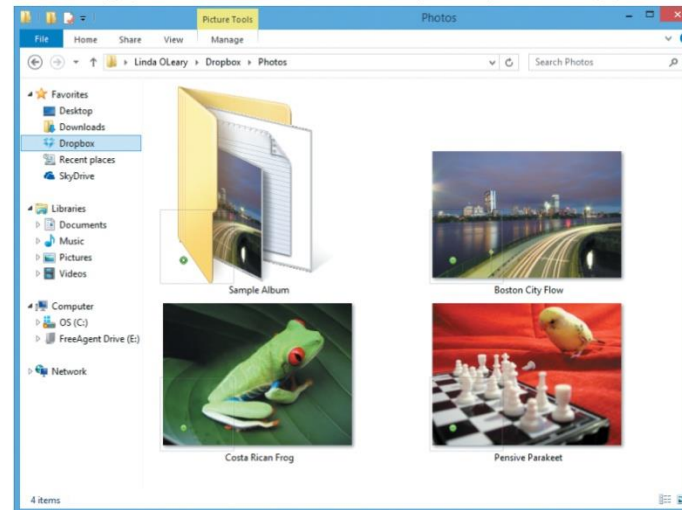 Picture Tools
Photos
File Home Share View Manage
Linda OLeary Dropbox Photos
Search Photos
Favorites
Desktop
Downloads
Dropbox
Recent places
SkyDrive
Libraries
Documents
Music
Pictures
Videos
Computer
OS (C:)
FreeAgent Drive (E:)
Network
Sample Album
Boston City Flow
Costa Rican Frog
Pensive Parakeet
4 items